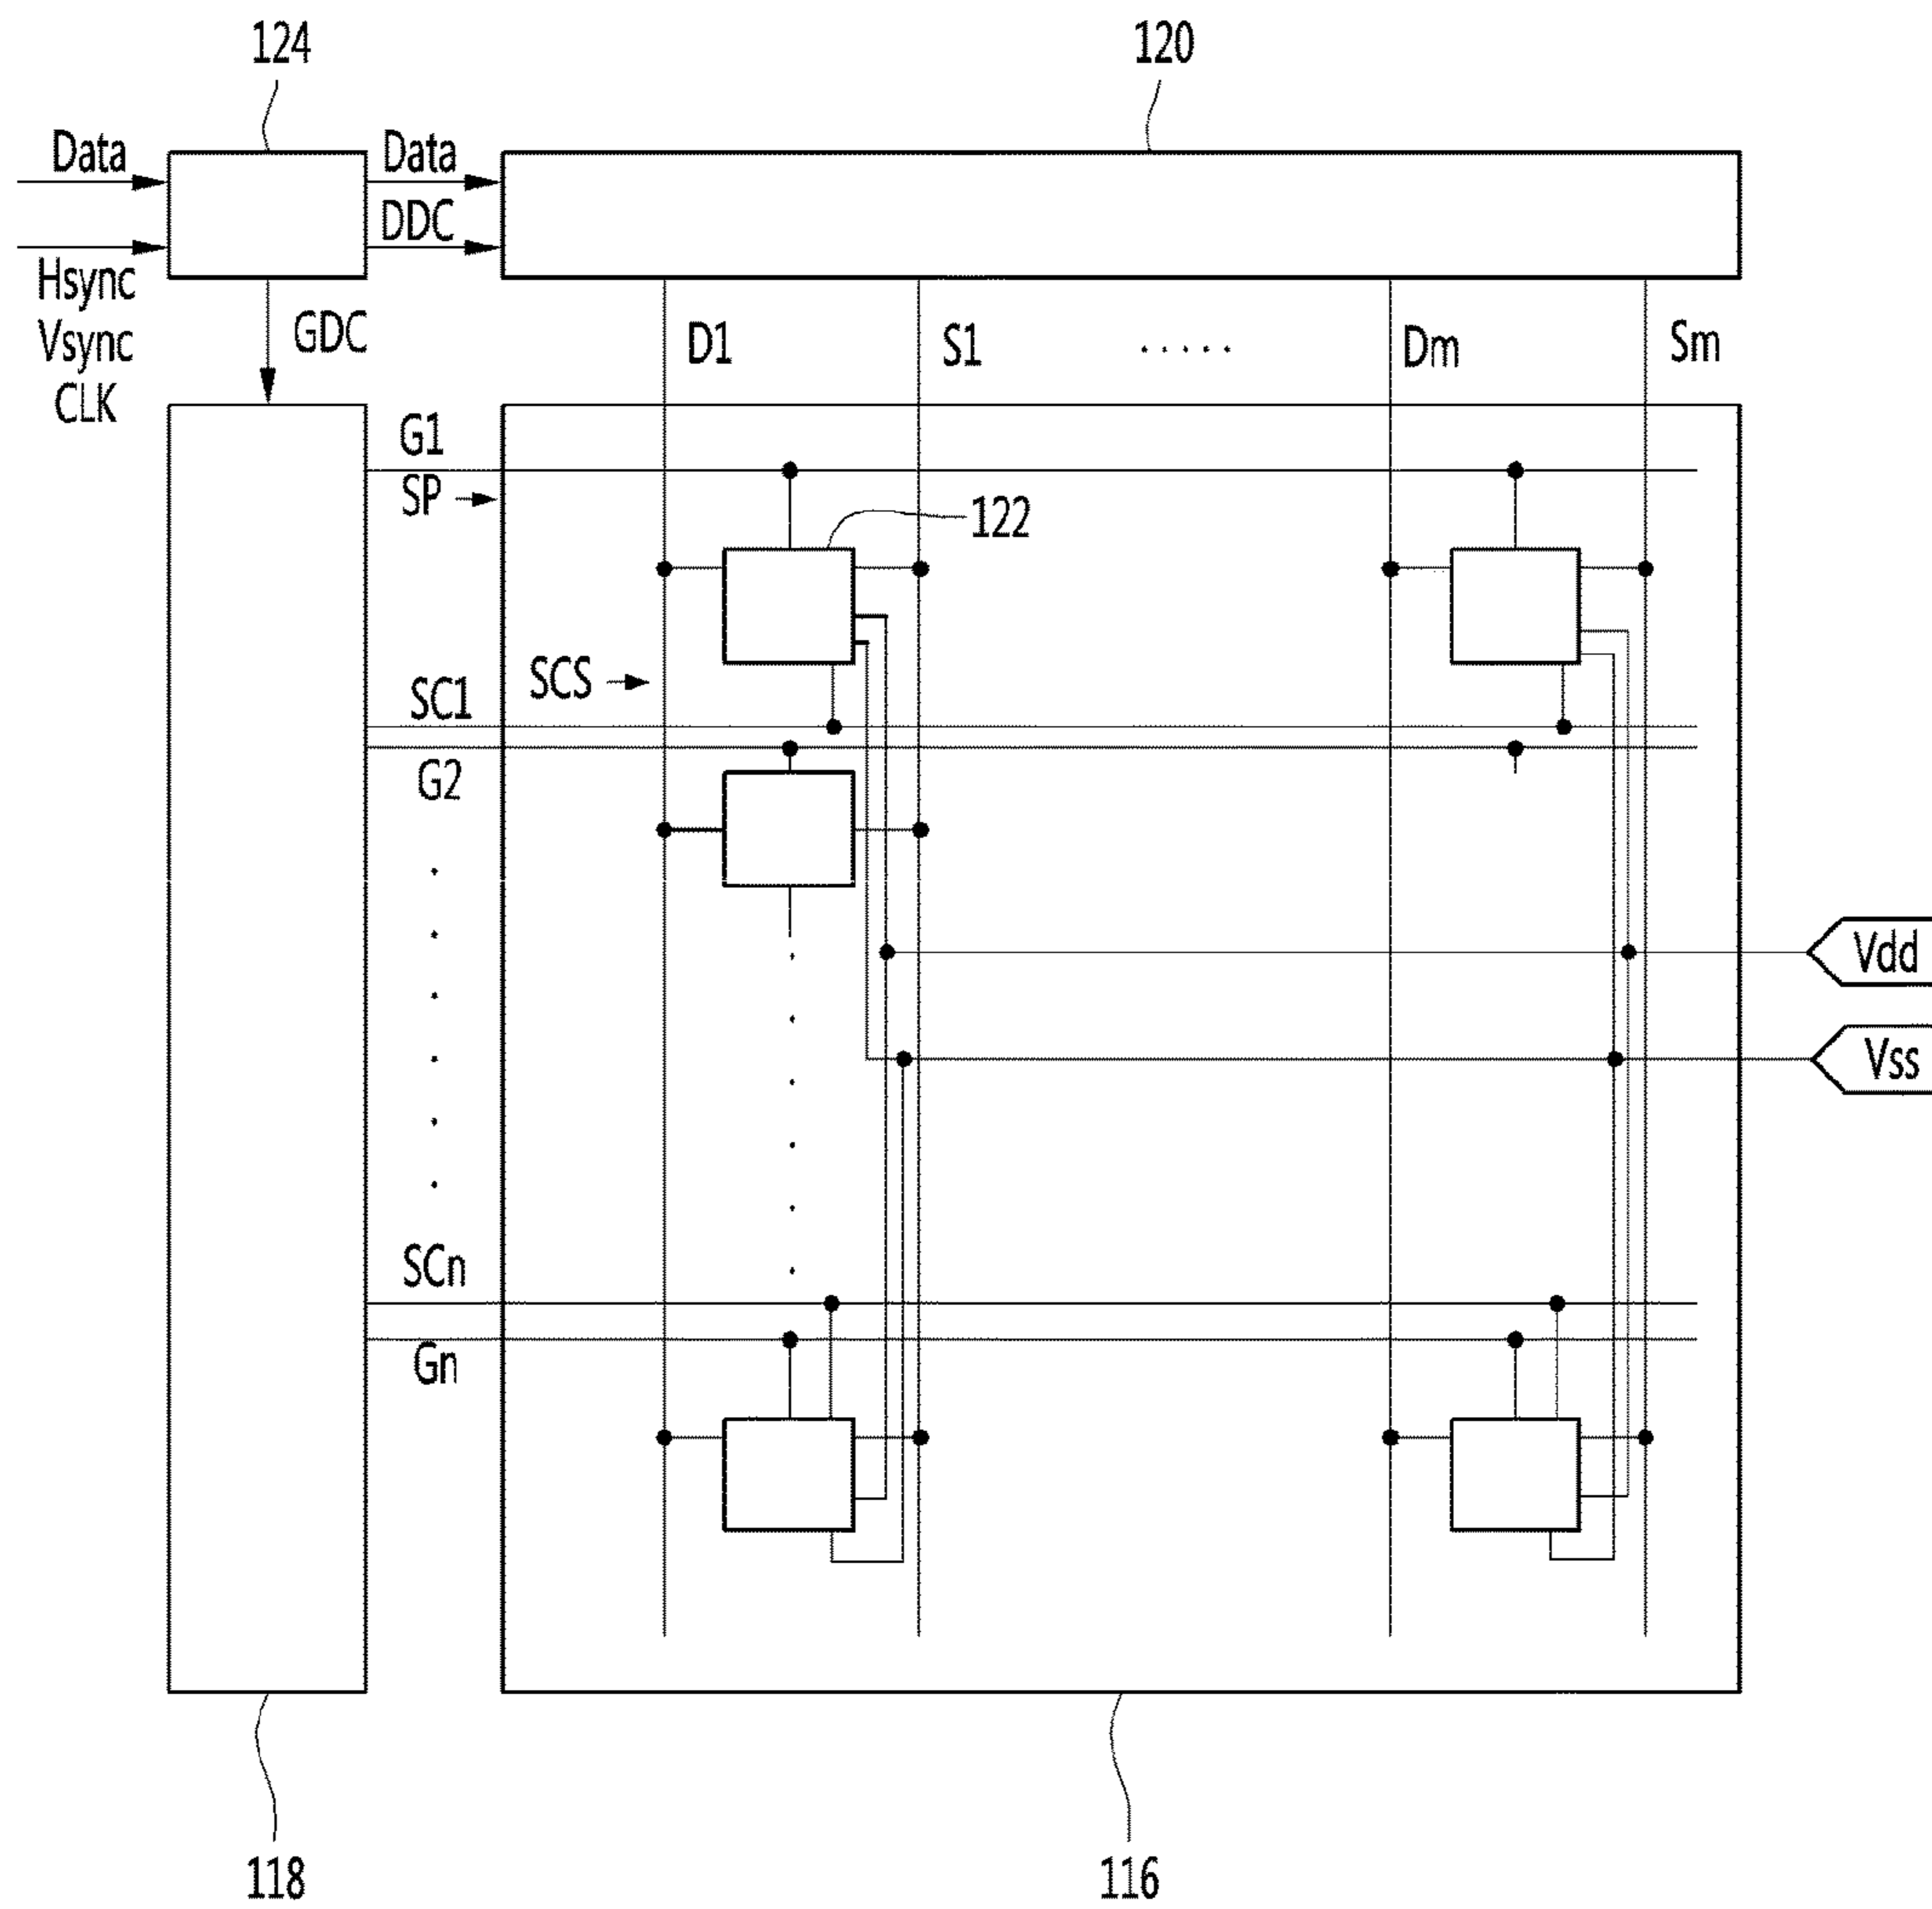 124
120
Data
Data
DDC
Hsync
Vsync
CLK
GDC
D1
S1
.....
Dm
Sm
G1
SP
122
SCS
SC1
G2
Vdd
Vss
SCn
Gn
118
116